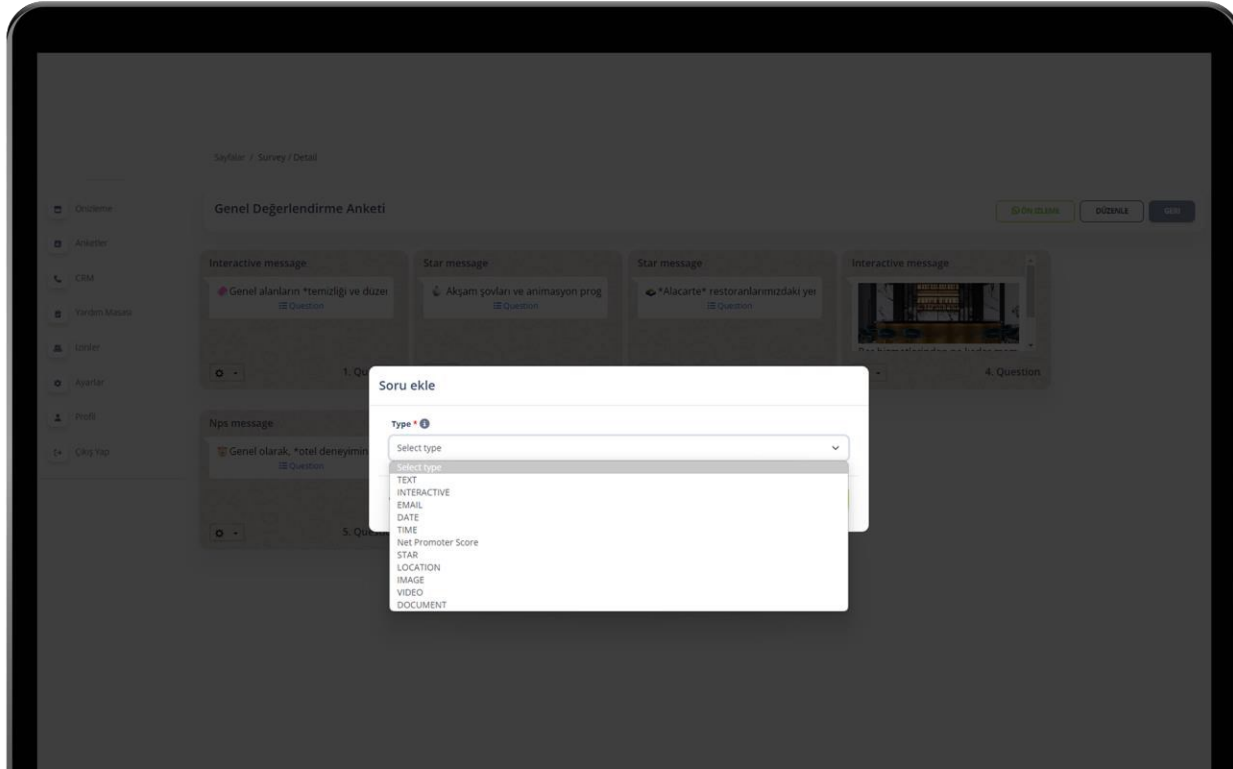 Sayfalar / Survey / Detail
Önizleme
Anketler
CRM
Yardım Masası
İzinler
Ayarlar
Profil
Çıkış Yap
Genel Değerlendirme Anketi
ÖN İZLEME
DÜZENLE
GERİ
Interactive message
Genel alanların *temizliği ve düzer
Question
1. Qu
Star message
Akşam şovları ve animasyon prog
Question
Star message
*Alacarte* restoranlarımızdaki yer
Question
Interactive message
4. Question
Nps message
Genel olarak, *otel deneyimin
Question
5. Que
Soru ekle
Type *
Select type
Select type
TEXT
INTERACTIVE
EMAIL
DATE
TIME
Net Promoter Score
STAR
LOCATION
IMAGE
VIDEO
DOCUMENT